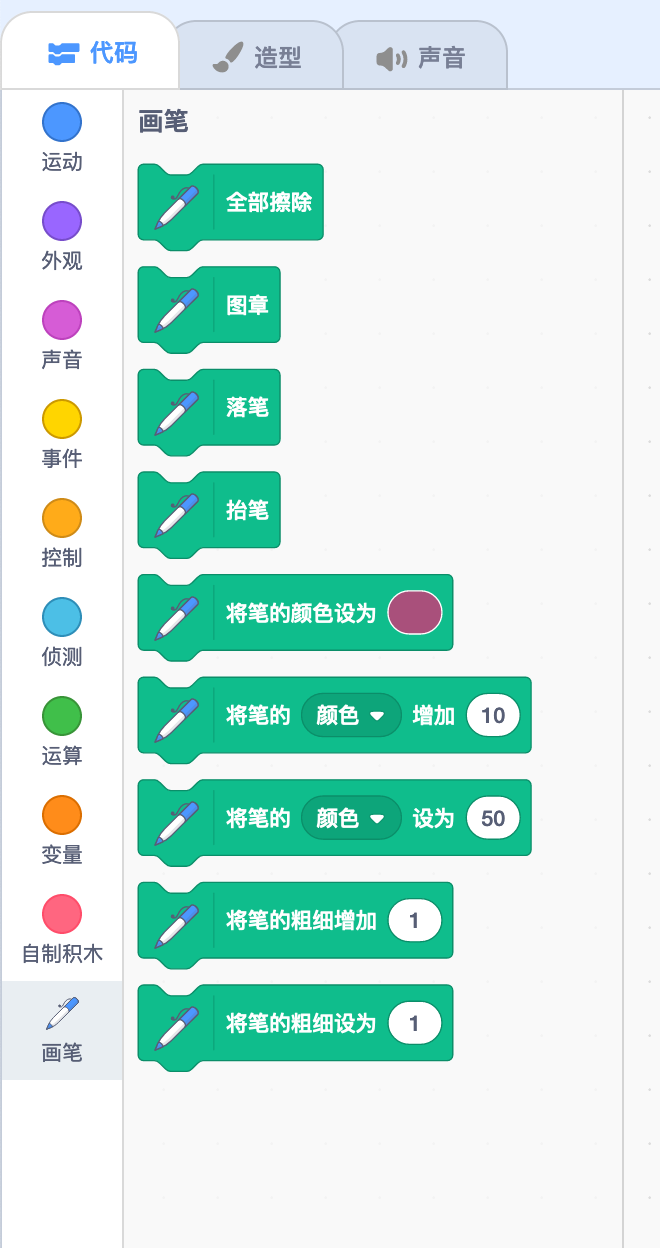 代码 造型 声音
画笔
运动
外观
声音
事件
控制
侦测
运算
变量
自制积木
画笔
全部擦除
图章
落笔
抬笔
将笔的颜色设为
将笔的 颜色 增加 10
将笔的 颜色 设为 50
将笔的粗细增加 1
将笔的粗细设为 1